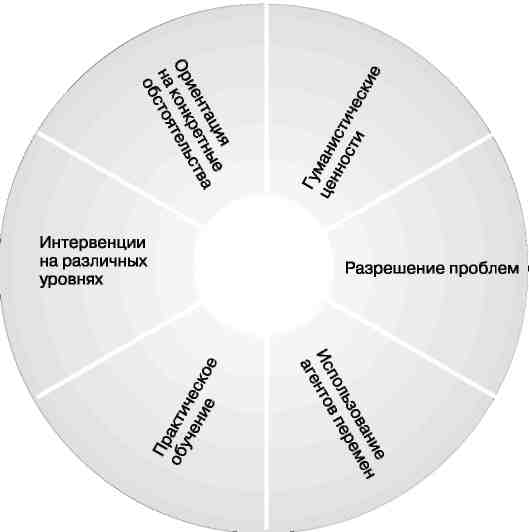 Ориентация
на конкретные
обстоятельства
Гуманистические
ценности
Интервенции
на различных
уровнях
Разрешение проблем
Практическое
обучение
Использование
агентов перемен